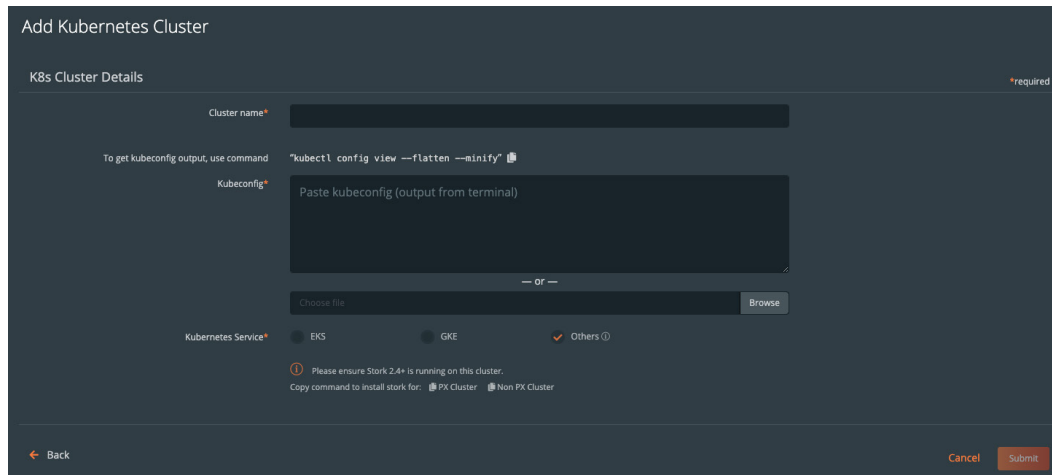 Add Kubernetes Cluster
K8s Cluster Details
*required
Cluster name*
To get kubeconfig output, use command "kubectl config view --flatten --minify"
Kubeconfig*
Paste kubeconfig (output from terminal)
— or —
Choose file
Browse
Kubernetes Service*
EKS
GKE
Others
Please ensure Stork 2.4+ is running on this cluster.
Copy command to install stork for: PX Cluster Non PX Cluster
Back
Cancel
Submit